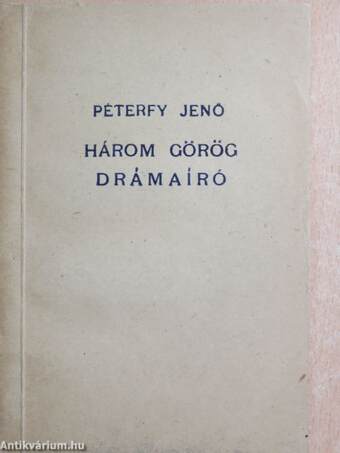 PÉTERFY JENŐ
HÁROM GÖRÖG
DRÁMAÍRÓ
Antikvárium.hu